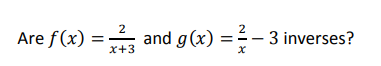 Are f(x) = 2/(x+3) and g(x) = 2/x − 3 inverses?